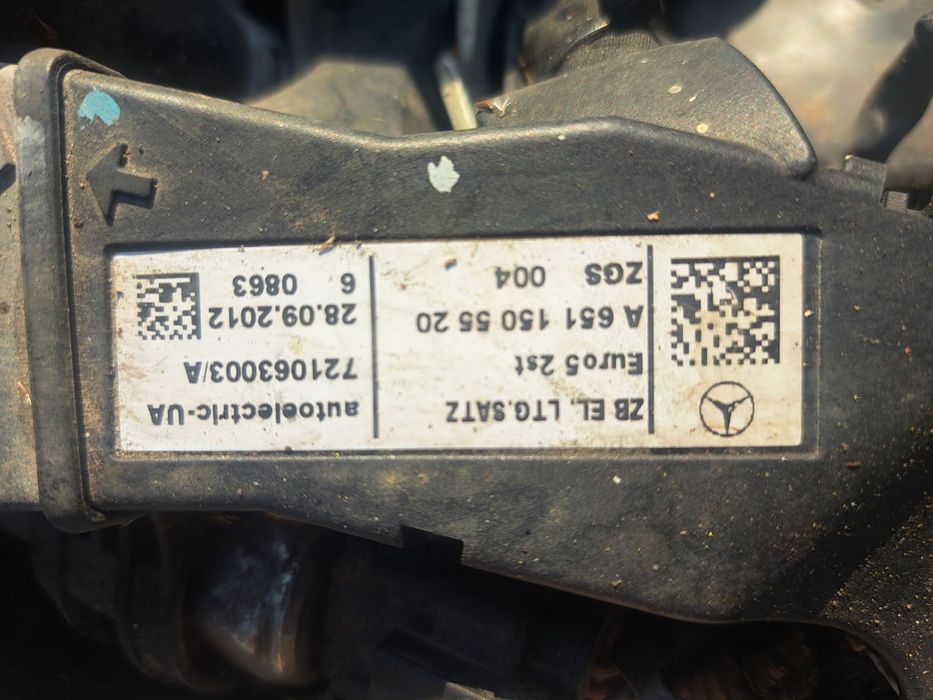 ZB EL. LTG.SATZ
Euro5 2st
A 651 150 55 20
ZGS 004
autoelectric-UA
721063003/A
28.09.2012
6 0863